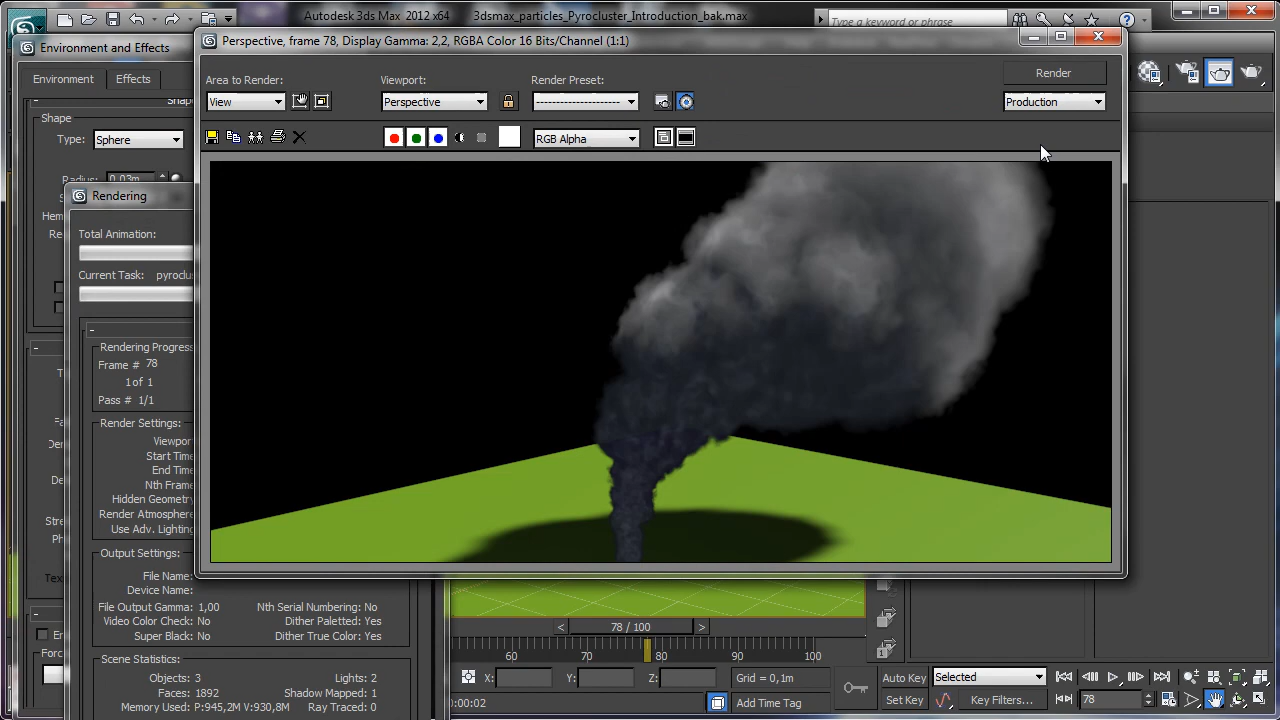 Autodesk 3ds Max 2012 x64
3dsmax_particles_Pyrocluster_Introduction_bak.max
Type a keyword or phrase
Environment and Effects
Perspective, frame 78, Display Gamma: 2,2, RGBA Color 16 Bits/Channel (1:1)
Environment
Effects
Area to Render:
Viewport:
Render Preset:
Render
View
Perspective
Production
Shape
Type:
Sphere
RGB Alpha
Radius:
0,03m
Rendering
Total Animation:
Current Task:
Rendering Progress
Frame # 78
1 of 1
Pass # 1/1
Render Settings:
Viewport
Start Time
End Time
Nth Frame
Hidden Geometry
Render Atmosphere
Use Adv. Lighting
Output Settings:
File Name:
Device Name:
File Output Gamma: 1,00
Nth Serial Numbering: No
Video Color Check: No
Dither Paletted: Yes
Super Black: No
Dither True Color: Yes
Scene Statistics:
Objects: 3
Lights: 2
Faces: 1892
Shadow Mapped: 1
Memory Used: P:945,2M V:930,8M
Ray Traced: 0
< 78 / 100 >
60 70 80 90 100
X:
Y:
Z:
Grid = 0,1m
Auto Key
Selected
0:00:02
Add Time Tag
Set Key
Key Filters...
78